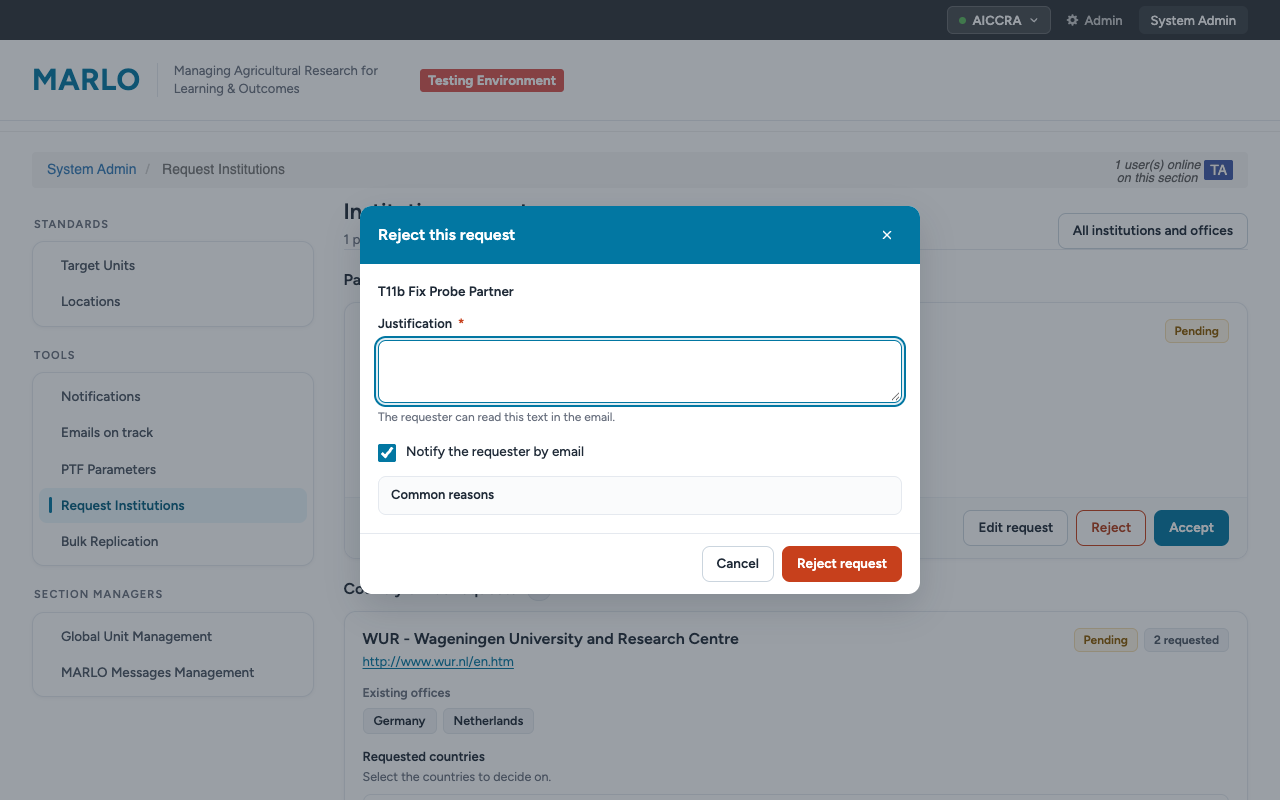 AICCRA
Admin
System Admin
MARLO
Managing Agricultural Research for
Learning & Outcomes
Testing Environment
System Admin / Request Institutions
1 user(s) online
on this section
TA
STANDARDS
Target Units
Locations
TOOLS
Notifications
Emails on track
PTF Parameters
Request Institutions
Bulk Replication
SECTION MANAGERS
Global Unit Management
MARLO Messages Management
All institutions and offices
Pending
Edit request
Reject
Accept
Reject this request
×
T11b Fix Probe Partner
Justification *
The requester can read this text in the email.
Notify the requester by email
Common reasons
Cancel
Reject request
WUR - Wageningen University and Research Centre
Pending
2 requested
http://www.wur.nl/en.htm
Existing offices
Germany
Netherlands
Requested countries
Select the countries to decide on.